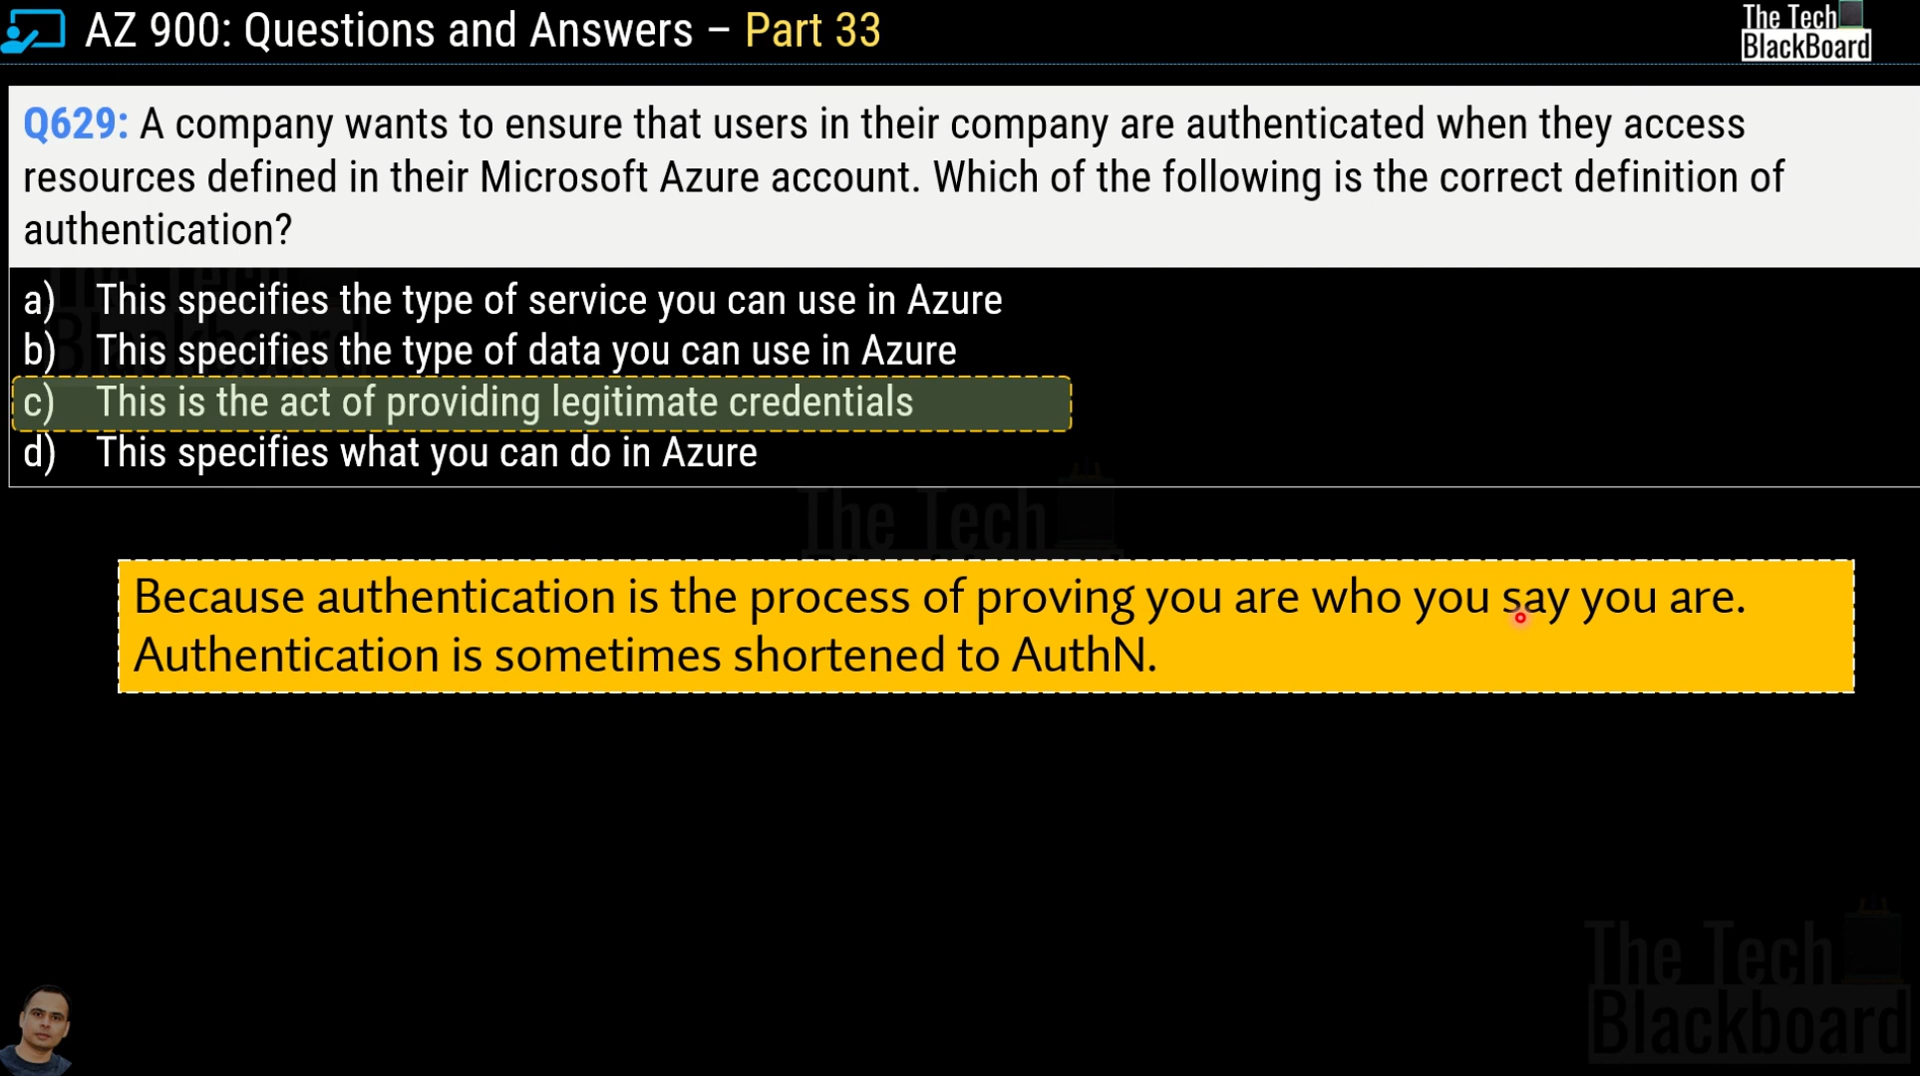 AZ 900: Questions and Answers – Part 33
The Tech
BlackBoard
Q629: A company wants to ensure that users in their company are authenticated when they access
resources defined in their Microsoft Azure account. Which of the following is the correct definition of
authentication?
a) This specifies the type of service you can use in Azure
b) This specifies the type of data you can use in Azure
c) This is the act of providing legitimate credentials
d) This specifies what you can do in Azure
The Tech
Because authentication is the process of proving you are who you say you are.
Authentication is sometimes shortened to AuthN.
The Tech
Blackboard